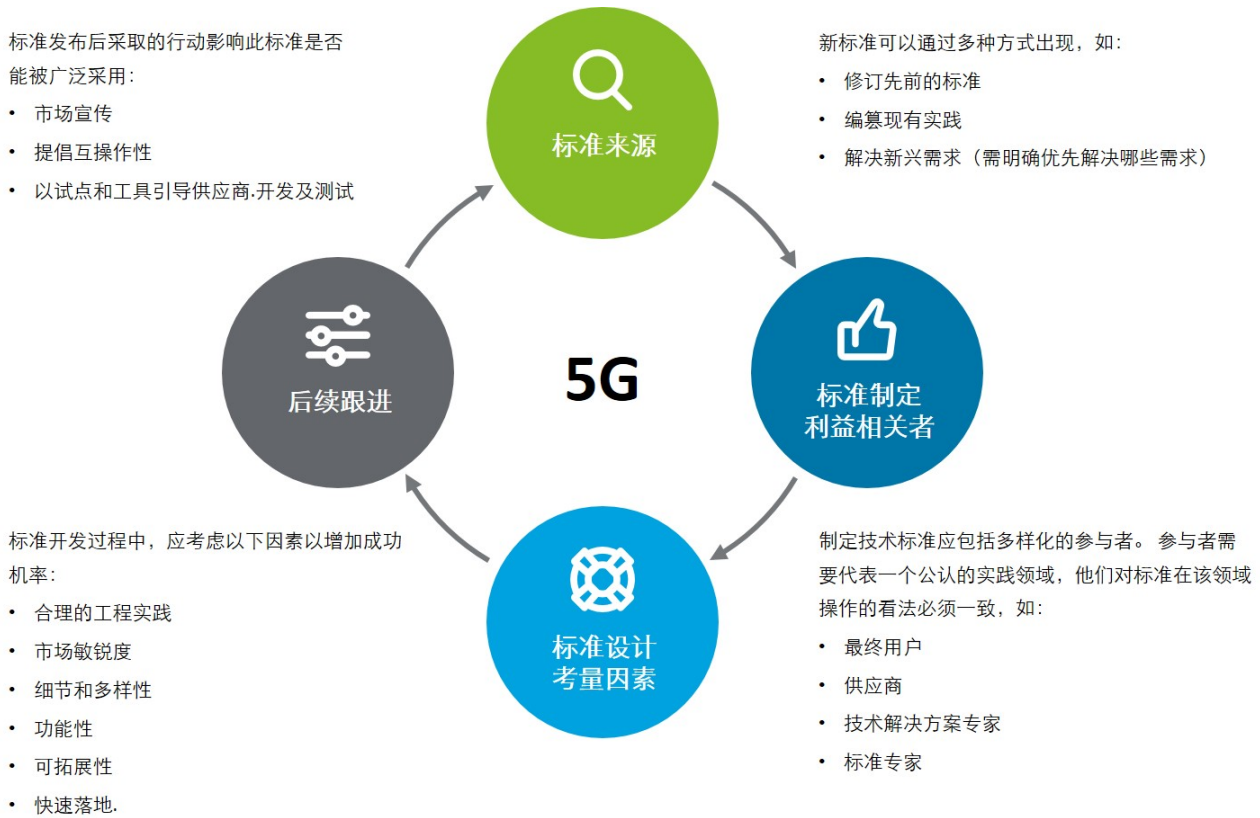 标准发布后采取的行动影响此标准是否
能被广泛采用：
• 市场宣传
• 提倡互操作性
• 以试点和工具引导供应商.开发及测试
标准来源
新标准可以通过多种方式出现，如：
• 修订先前的标准
• 编篡现有实践
• 解决新兴需求（需明确优先解决哪些需求）
后续跟进
5G
标准制定
利益相关者
标准开发过程中，应考虑以下因素以增加成功
机率：
• 合理的工程实践
• 市场敏锐度
• 细节和多样性
• 功能性
• 可拓展性
• 快速落地.
标准设计
考量因素
制定技术标准应包括多样化的参与者。 参与者需
要代表一个公认的实践领域，他们对标准在该领域
操作的看法必须一致，如：
• 最终用户
• 供应商
• 技术解决方案专家
• 标准专家